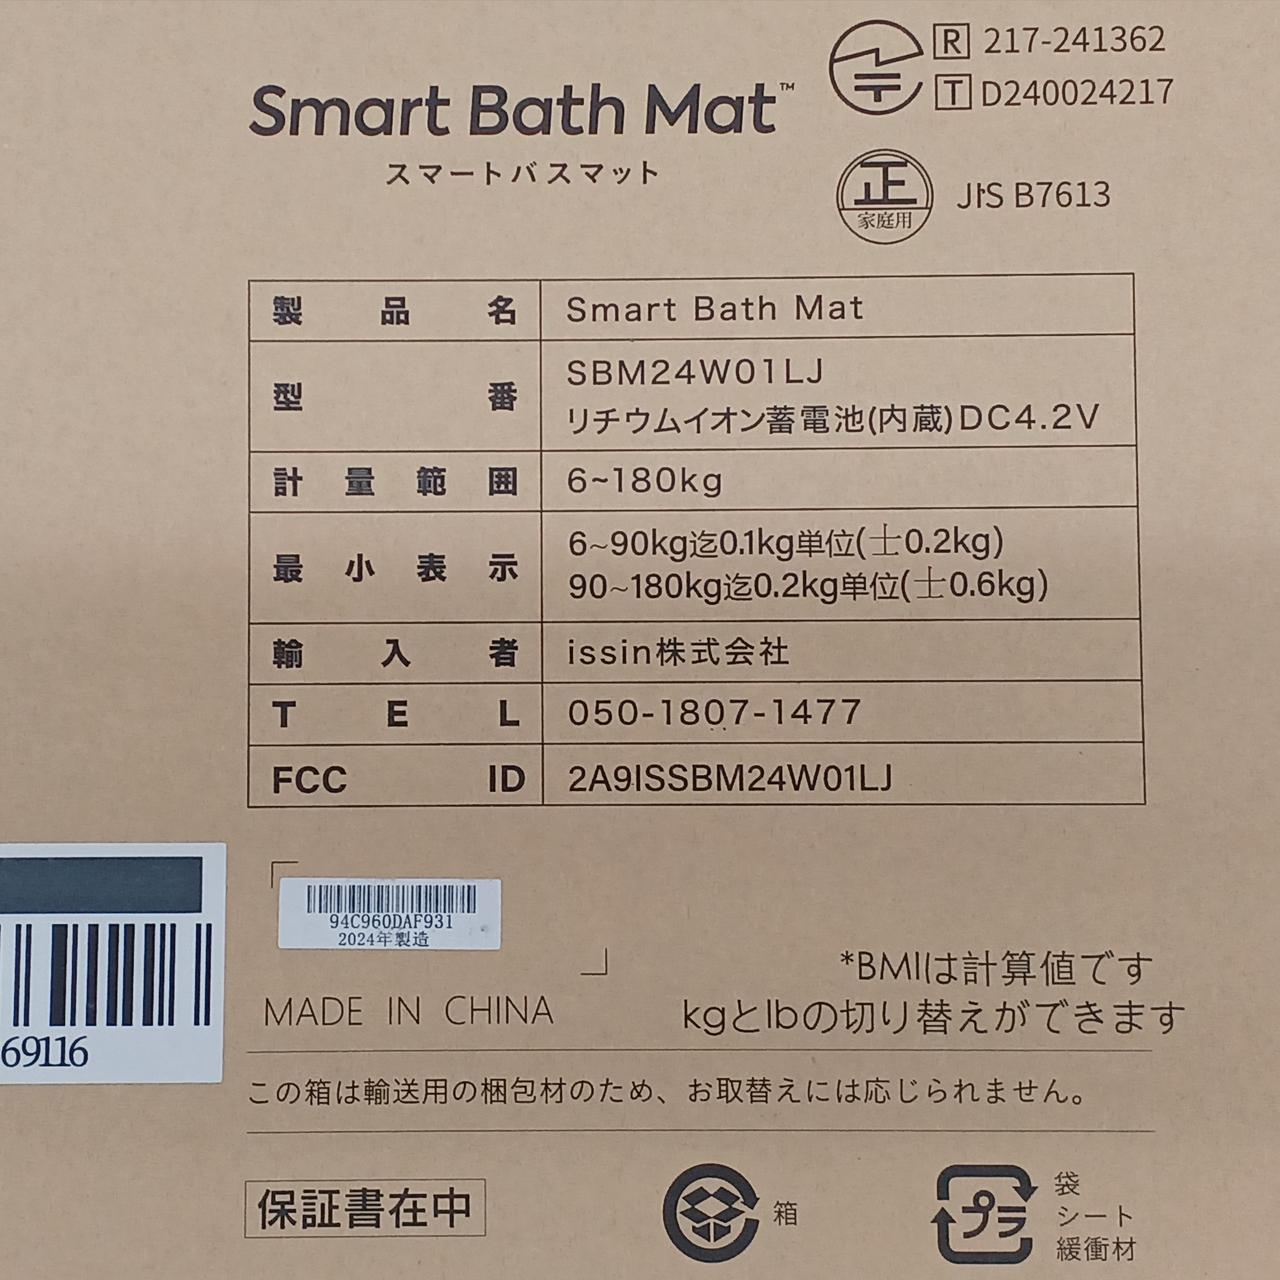 Smart Bath Mat™
スマートバスマット
R 217-241362
T D240024217
正
家庭用
JIS B7613
製品名 Smart Bath Mat
型番 SBM24W01LJ
リチウムイオン蓄電池(内蔵)DC4.2V
計量範囲 6~180kg
最小表示 6~90kg迄0.1kg単位(士0.2kg)
90~180kg迄0.2kg単位(士0.6kg)
輸入者 issin株式会社
TEL 050-1807-1477
FCC ID 2A9ISSBM24W01LJ
94C960DAF931
2024年製造
69116
MADE IN CHINA
*BMIは計算値です
kgとlbの切り替えができます
この箱は輸送用の梱包材のため、お取替えには応じられません。
保証書在中
箱
プラ
袋
シート
緩衝材